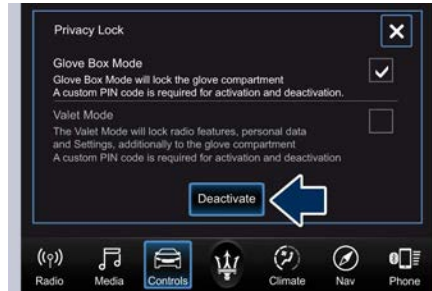 Privacy Lock
Glove Box Mode
Glove Box Mode will lock the glove compartment
A custom PIN code is required for activation and deactivation.
Valet Mode
The Valet Mode will lock radio features, personal data
and Settings, additionally to the glove compartment
A custom PIN code is required for activation and deactivation
Deactivate
Radio
Media
Controls
Climate
Nav
Phone